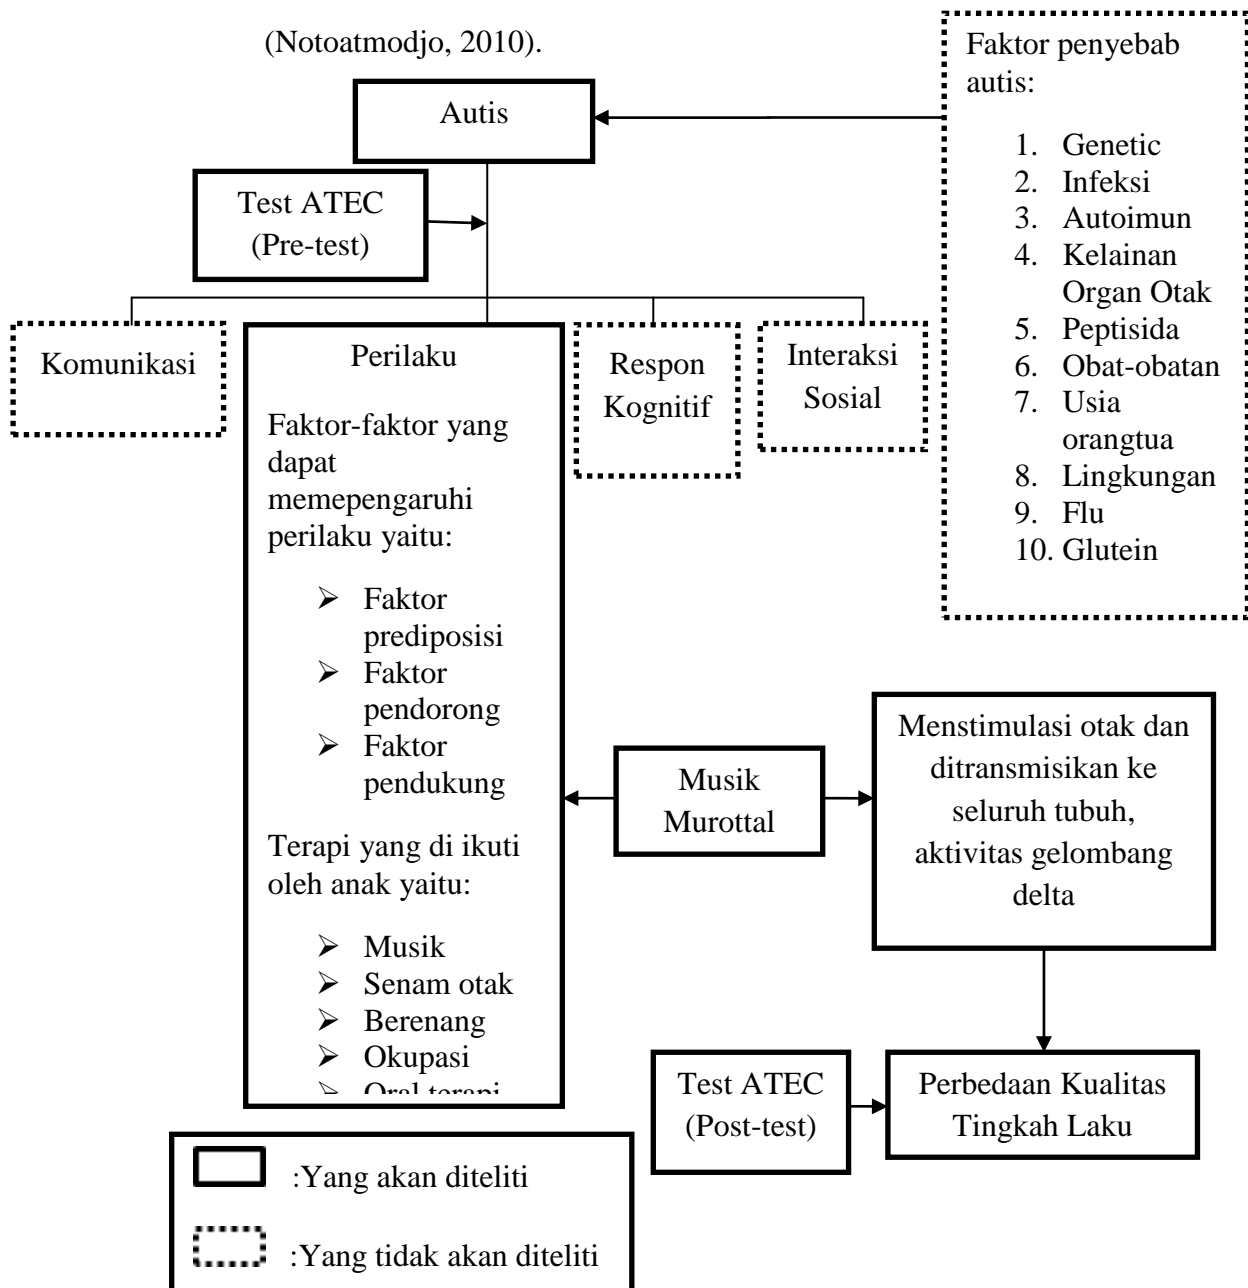 (Notoatmodjo, 2010).
Autis
Test ATEC
(Pre-test)
Faktor penyebab
autis:
1. Genetic
2. Infeksi
3. Autoimun
4. Kelainan
Organ Otak
5. Peptisida
6. Obat-obatan
7. Usia
orangtua
8. Lingkungan
9. Flu
10. Glutein
Komunikasi
Perilaku
Faktor-faktor yang
dapat
memepengaruhi
perilaku yaitu:
➢ Faktor
prediposisi
➢ Faktor
pendorong
➢ Faktor
pendukung
Terapi yang di ikuti
oleh anak yaitu:
➢ Musik
➢ Senam otak
➢ Berenang
➢ Okupasi
➢ Oral terapi
Respon
Kognitif
Interaksi
Sosial
Musik
Murottal
Menstimulasi otak dan
ditransmisikan ke
seluruh tubuh,
aktivitas gelombang
delta
Test ATEC
(Post-test)
Perbedaan Kualitas
Tingkah Laku
:Yang akan diteliti
:Yang tidak akan diteliti